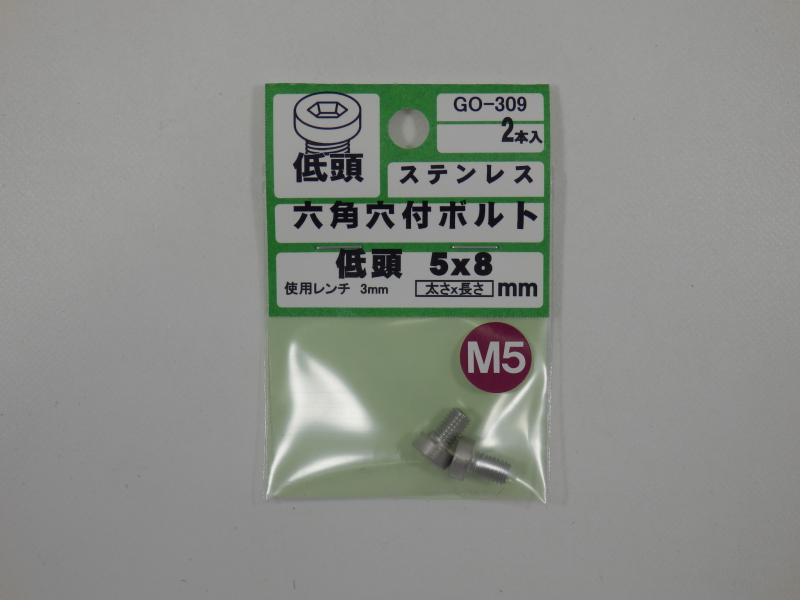 GO-309
2本入
低頭
ステンレス
六角穴付ボルト
低頭 5x8
使用レンチ 3mm 太さx長さ mm
M5